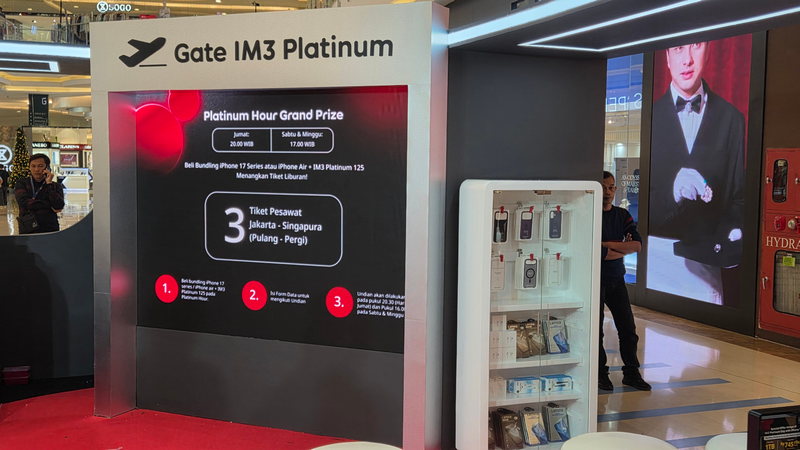 SOGO
Gate IM3 Platinum
Platinum Hour Grand Prize
Jumat:
20.00 WIB
Sabtu & Minggu:
17.00 WIB
Beli Bundling iPhone 17 Series atau iPhone Air + IM3 Platinum 125
Menangkan Tiket Liburan!
3
Tiket Pesawat
Jakarta - Singapura
(Pulang - Pergi)
1.
Beli bundling iPhone 17
series / iPhone air + IM3
Platinum 125 pada
Platinum Hour.
2.
Isi Form Data untuk
mengikuti Undian
3.
Undian akan dilakukan
pada pukul 20.30 (Hari
Jumat) dan Pukul 16.00
pada Sabtu & Minggu
HYDRA
1TB